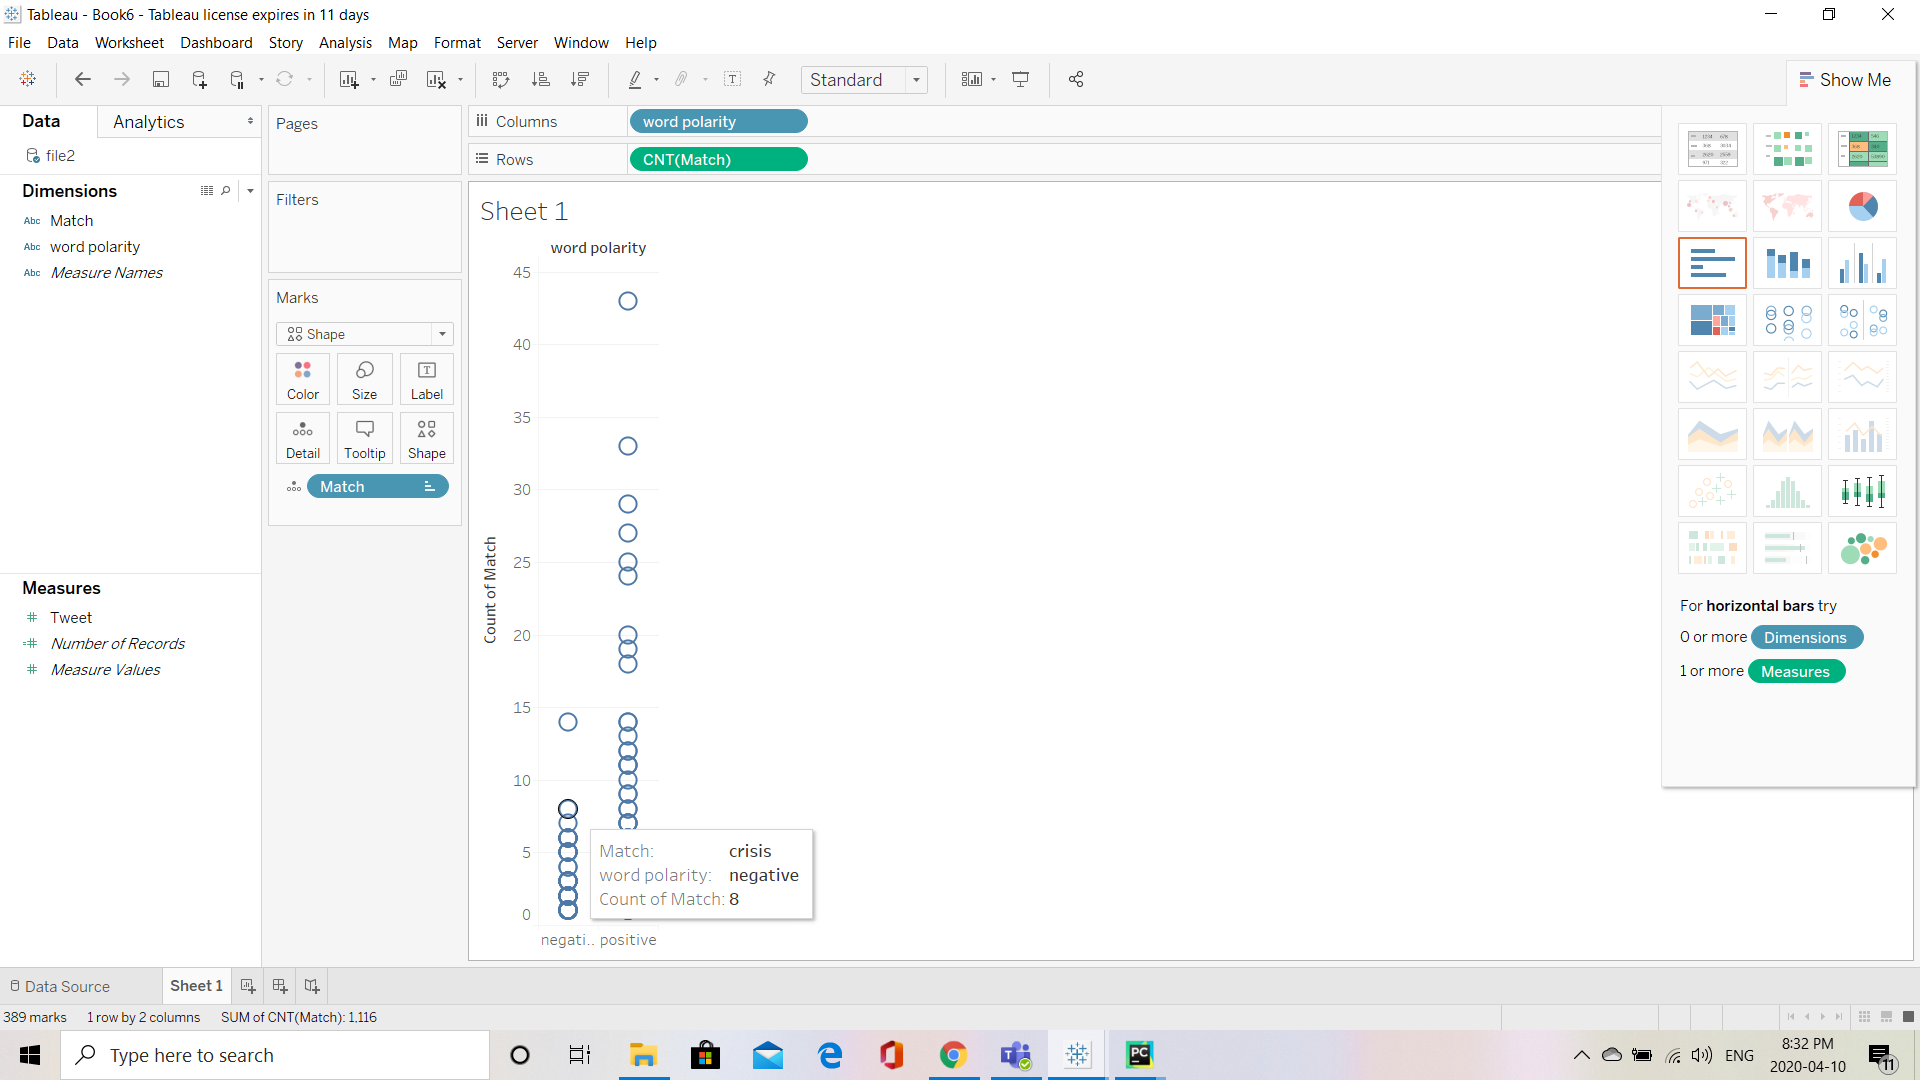 Tableau - Book6 - Tableau license expires in 11 days
File Data Worksheet Dashboard Story Analysis Map Format Server Window Help
Standard
Show Me
Data
Analytics
file2
Dimensions
Abc Match
Abc word polarity
Abc Measure Names
Measures
Tweet
Number of Records
Measure Values
Pages
Filters
Marks
Shape
Color Size Label
Detail Tooltip Shape
Match
Columns word polarity
Rows CNT(Match)
Sheet 1
word polarity
45
40
35
30
25
20
15
10
5
0
Count of Match
negati.. positive
Match: crisis
word polarity: negative
Count of Match: 8
For horizontal bars try
0 or more Dimensions
1 or more Measures
Data Source
Sheet 1
389 marks 1 row by 2 columns SUM of CNT(Match): 1,116
Type here to search
ENG
8:32 PM
2020-04-10
11